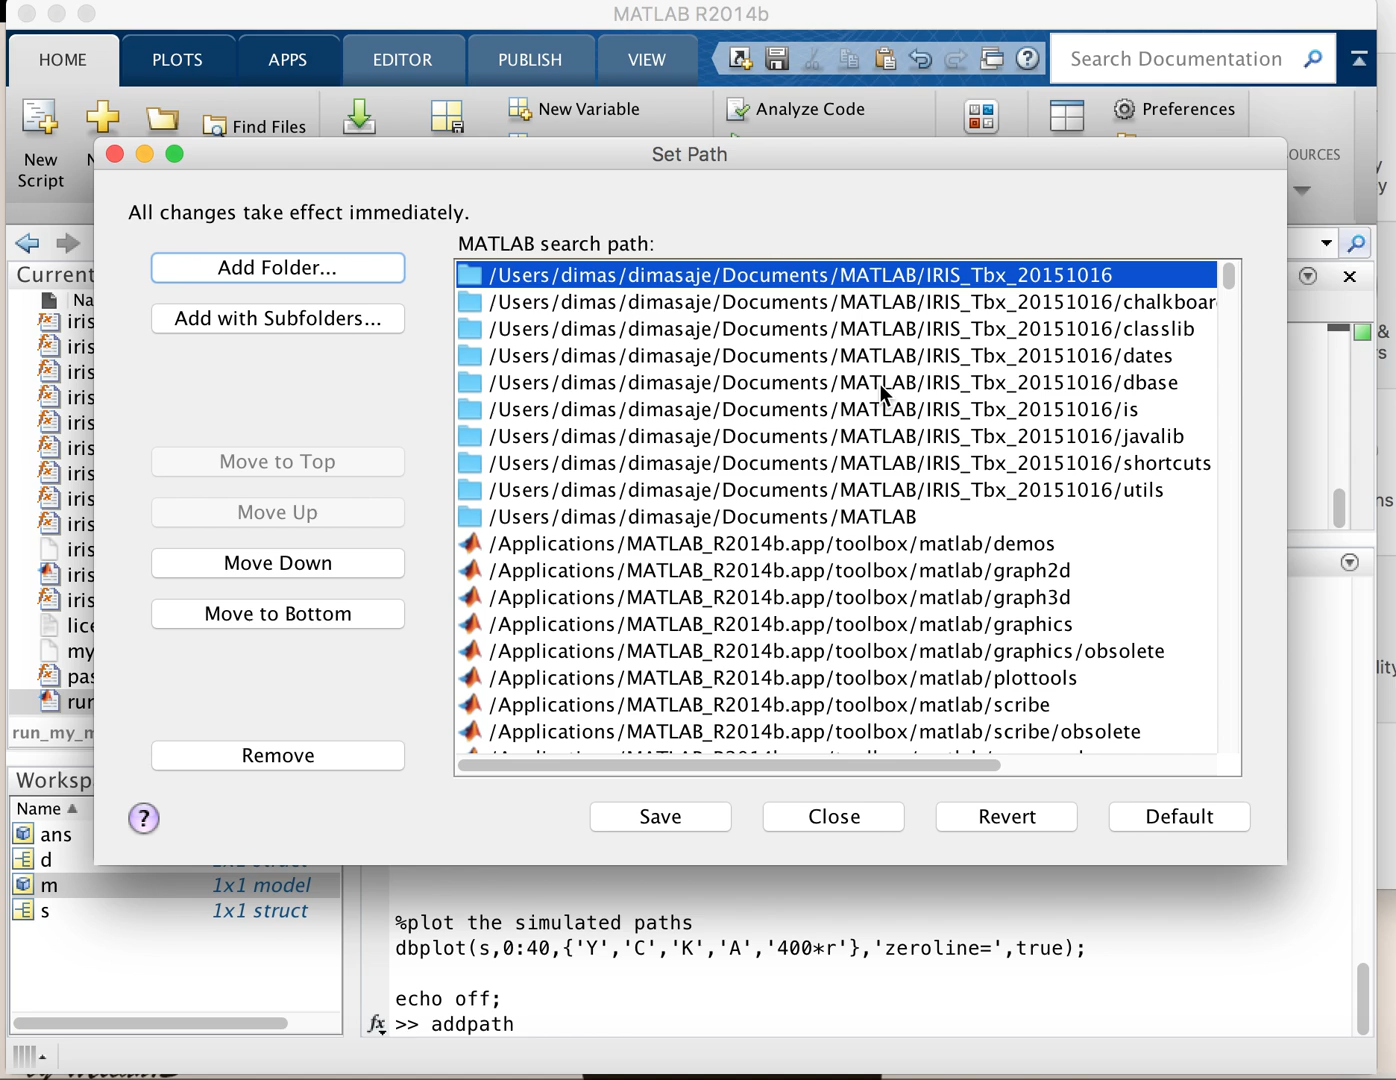 MATLAB R2014b
HOME
PLOTS
APPS
EDITOR
PUBLISH
VIEW
Search Documentation
New Script
Find Files
New Variable
Analyze Code
Preferences
OURCES
Set Path
All changes take effect immediately.
MATLAB search path:
Add Folder...
Add with Subfolders...
Move to Top
Move Up
Move Down
Move to Bottom
Remove
/Users/dimas/dimasaje/Documents/MATLAB/IRIS_Tbx_20151016
/Users/dimas/dimasaje/Documents/MATLAB/IRIS_Tbx_20151016/chalkboar
/Users/dimas/dimasaje/Documents/MATLAB/IRIS_Tbx_20151016/classlib
/Users/dimas/dimasaje/Documents/MATLAB/IRIS_Tbx_20151016/dates
/Users/dimas/dimasaje/Documents/MATLAB/IRIS_Tbx_20151016/dbase
/Users/dimas/dimasaje/Documents/MATLAB/IRIS_Tbx_20151016/is
/Users/dimas/dimasaje/Documents/MATLAB/IRIS_Tbx_20151016/javalib
/Users/dimas/dimasaje/Documents/MATLAB/IRIS_Tbx_20151016/shortcuts
/Users/dimas/dimasaje/Documents/MATLAB/IRIS_Tbx_20151016/utils
/Users/dimas/dimasaje/Documents/MATLAB
/Applications/MATLAB_R2014b.app/toolbox/matlab/demos
/Applications/MATLAB_R2014b.app/toolbox/matlab/graph2d
/Applications/MATLAB_R2014b.app/toolbox/matlab/graph3d
/Applications/MATLAB_R2014b.app/toolbox/matlab/graphics
/Applications/MATLAB_R2014b.app/toolbox/matlab/graphics/obsolete
/Applications/MATLAB_R2014b.app/toolbox/matlab/plottools
/Applications/MATLAB_R2014b.app/toolbox/matlab/scribe
/Applications/MATLAB_R2014b.app/toolbox/matlab/scribe/obsolete
Save
Close
Revert
Default
Current
Na
iris
iris
iris
iris
iris
iris
iris
iris
iris
iris
iris
iris
lice
my
pas
run
run_my_m
Worksp
Name
ans
d
m 1x1 model
s 1x1 struct
%plot the simulated paths
dbplot(s,0:40,{'Y','C','K','A','400*r'},'zeroline=',true);
echo off;
fx >> addpath